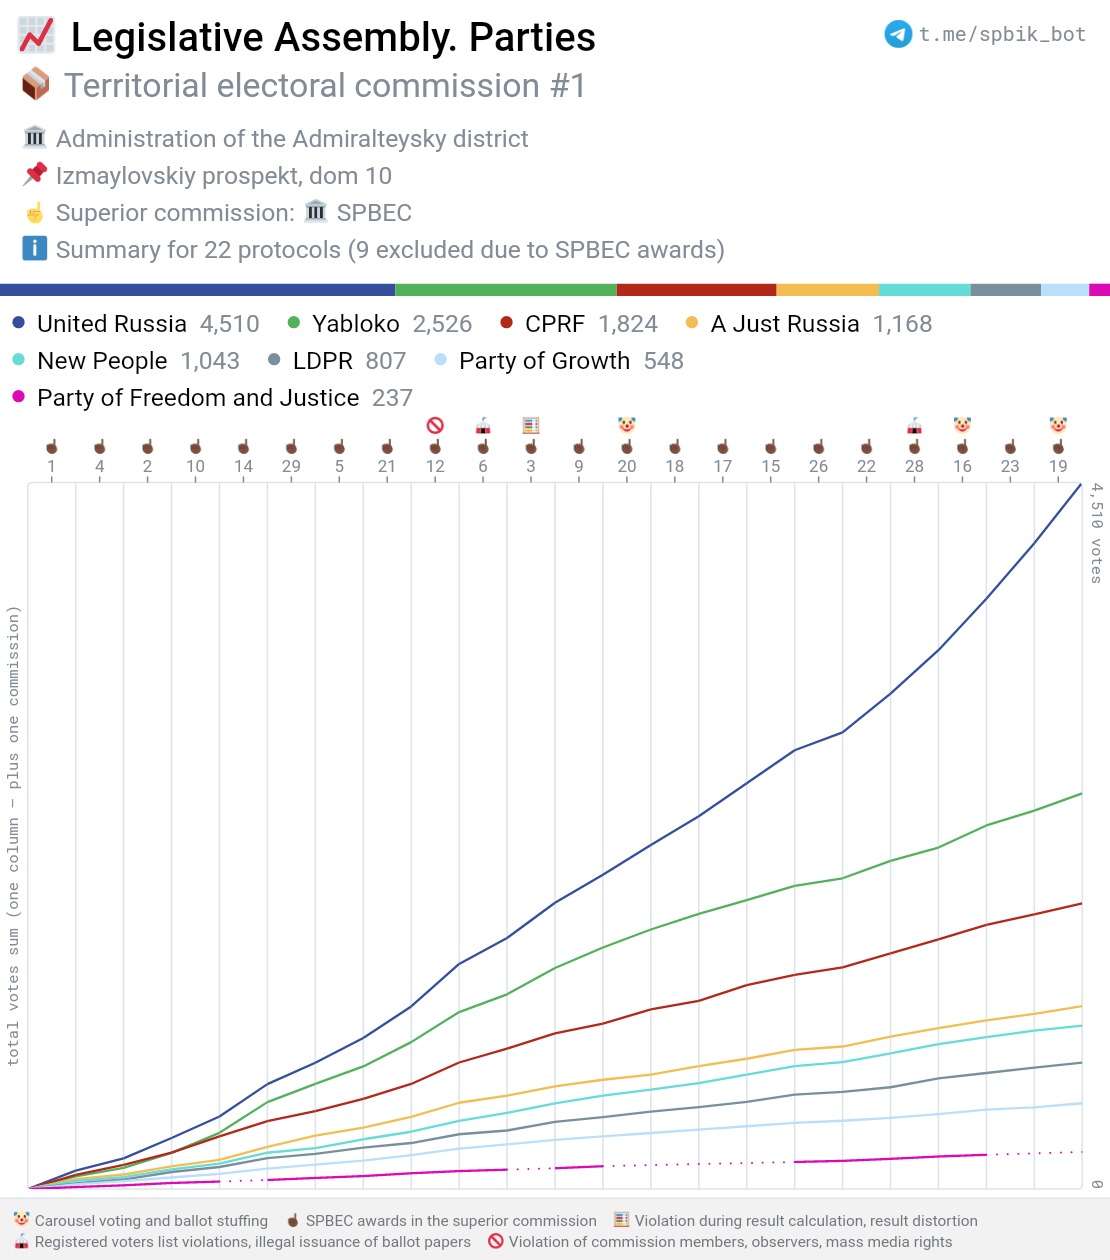 Legislative Assembly. Parties
t.me/spbik_bot
Territorial electoral commission #1
Administration of the Admiralteysky district
Izmaylovskiy prospekt, dom 10
Superior commission: SPBEC
Summary for 22 protocols (9 excluded due to SPBEC awards)
United Russia 4,510 Yabloko 2,526 CPRF 1,824 A Just Russia 1,168
New People 1,043 LDPR 807 Party of Growth 548
Party of Freedom and Justice 237
1 4 2 10 14 29 5 21 12 6 3 9 20 18 17 15 26 22 28 16 23 19
4,510 votes
total votes sum (one column – plus one commission)
0
Carousel voting and ballot stuffing SPBEC awards in the superior commission Violation during result calculation, result distortion
Registered voters list violations, illegal issuance of ballot papers Violation of commission members, observers, mass media rights